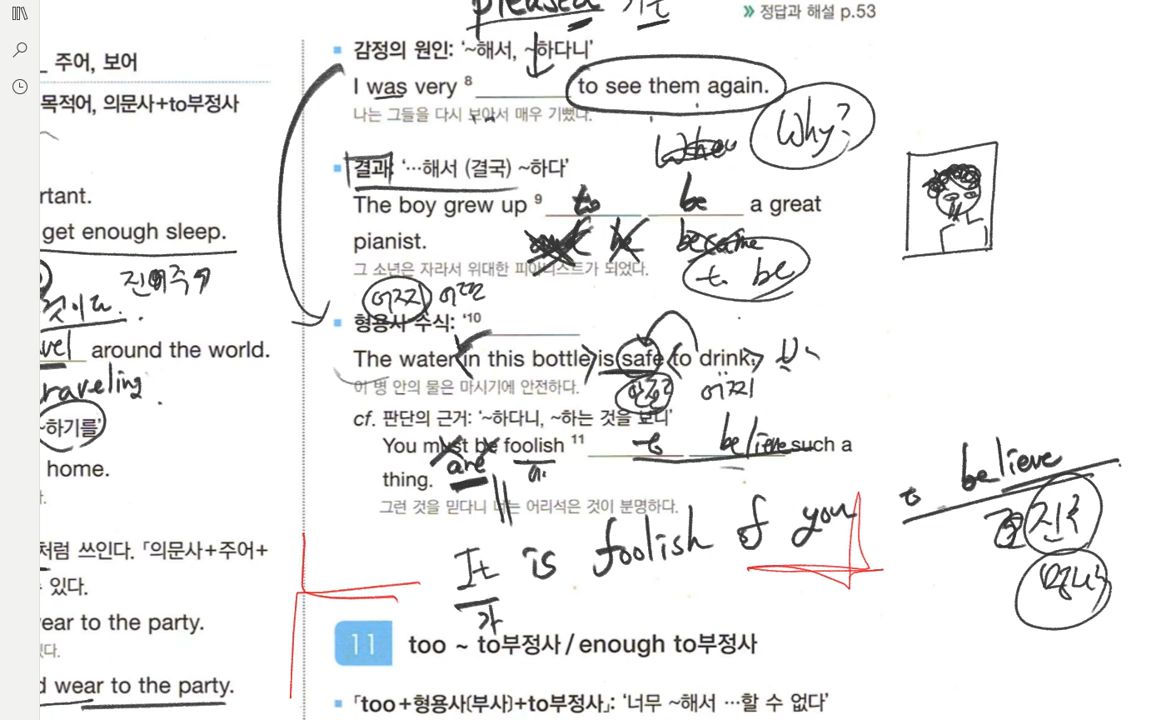 pleased 기쁜
정답과 해설 p.53
주어, 보어
목적어, 의문사+to부정사
rtant.
get enough sleep.
진어주어
것이다.
vel around the world.
raveling
~하기를'
home.
처럼 쓰인다. 「의문사+주어+
있다.
ear to the party.
있다.
d wear to the party.
감정의 원인: '~해서, ~하다니'
I was very 8 to see them again.
나는 그들을 다시 보아서 매우 기뻤다.
Why?
결과: '…해서 (결국) ~하다'
The boy grew up 9 to be a great
pianist. be became
to be
그 소년은 자라서 위대한 피아니스트가 되었다.
형용사 수식: '10
The water in this bottle is safe to drink.
이 병 안의 물은 마시기에 안전하다.
cf. 판단의 근거: '~하다니, ~하는 것을 보니'
You must be foolish 11 to believe such a
are
thing.
그런 것을 믿다니 너는 어리석은 것이 분명하다.
to believe
It is foolish of you
가
11 too ~ to부정사 / enough to부정사
「too+형용사(부사)+to부정사」: '너무 ~해서 …할 수 없다'